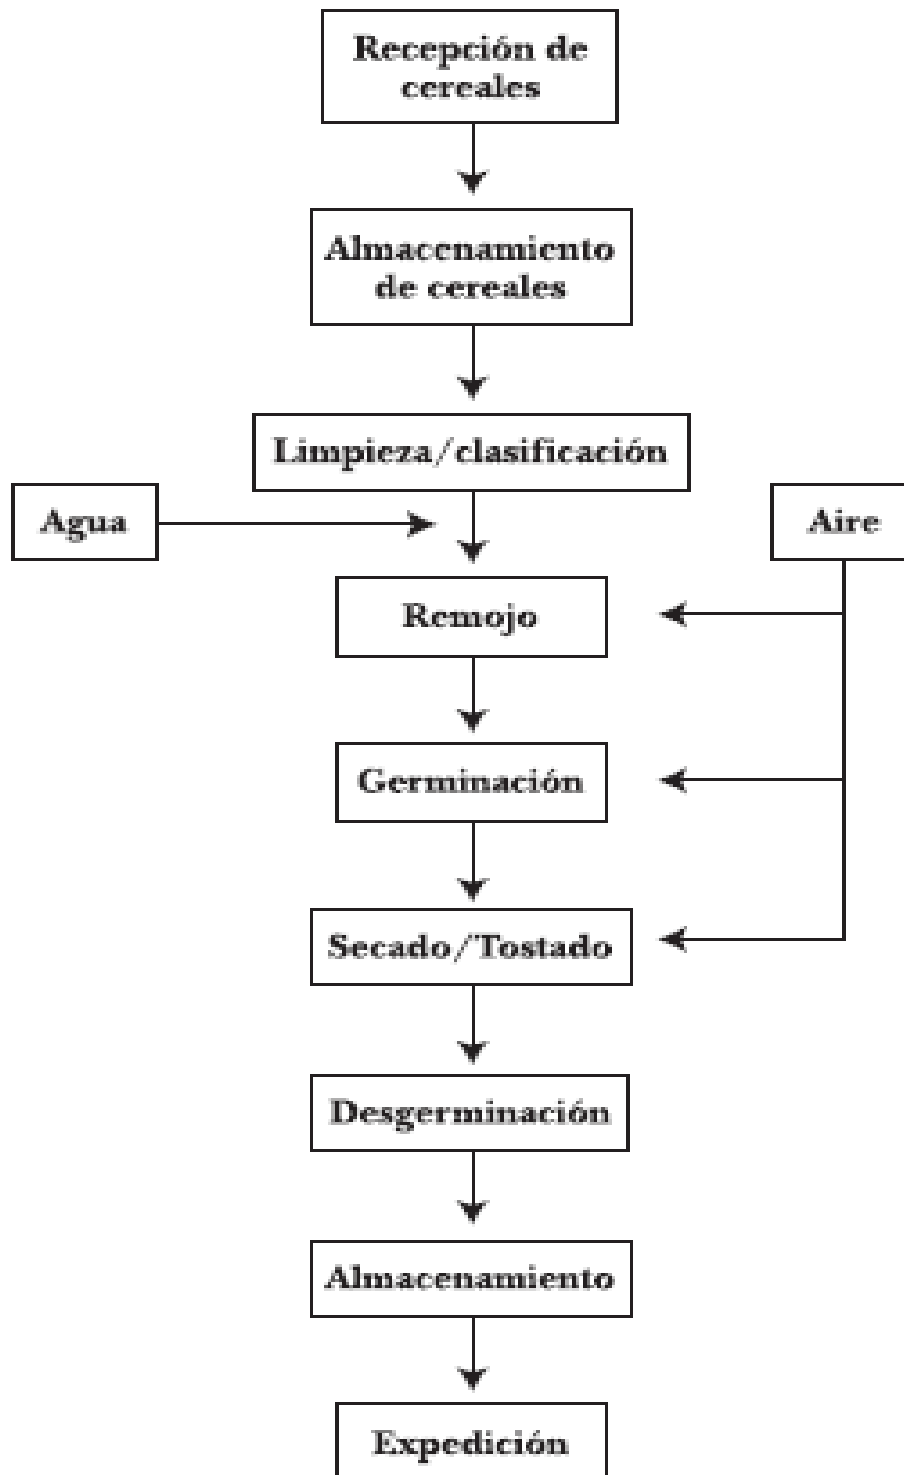 Recepción de
cereales
Almacenamiento
de cereales
Limpieza/clasificación
Agua
Aire
Remojo
Germinación
Secado/Tostado
Desgerminación
Almacenamiento
Expedición